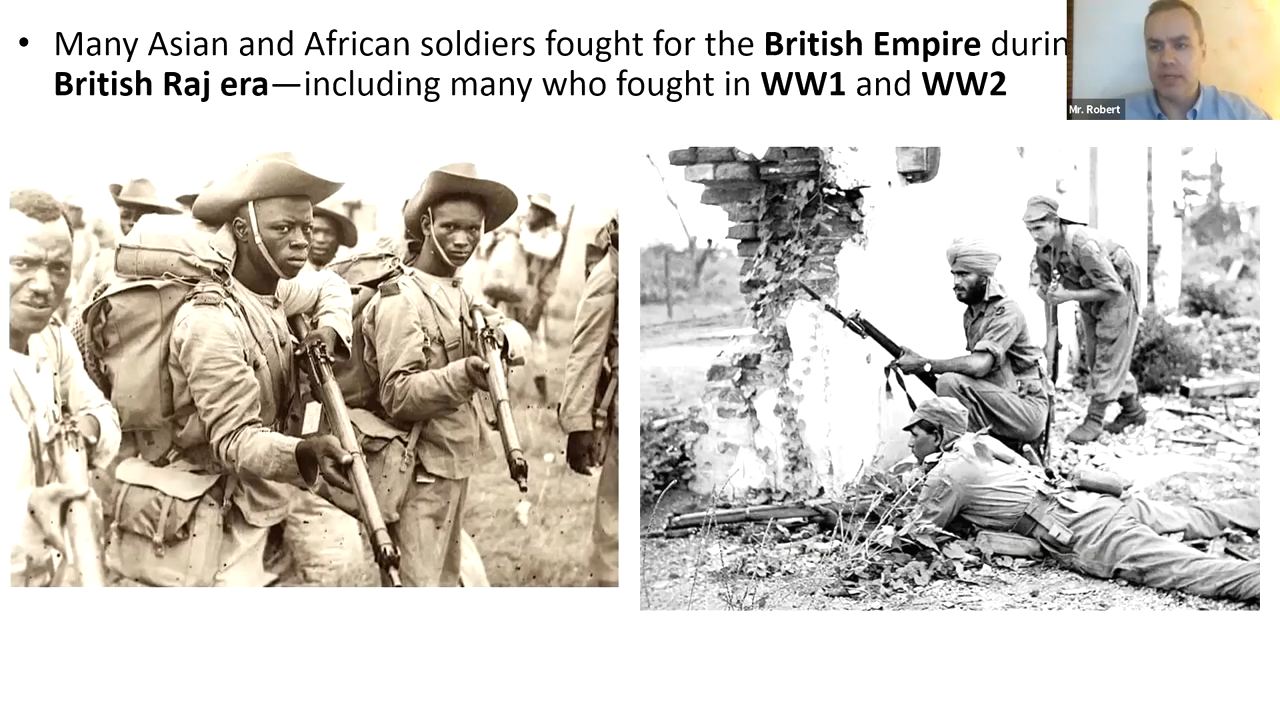 • Many Asian and African soldiers fought for the British Empire durin
British Raj era—including many who fought in WW1 and WW2
Mr. Robert